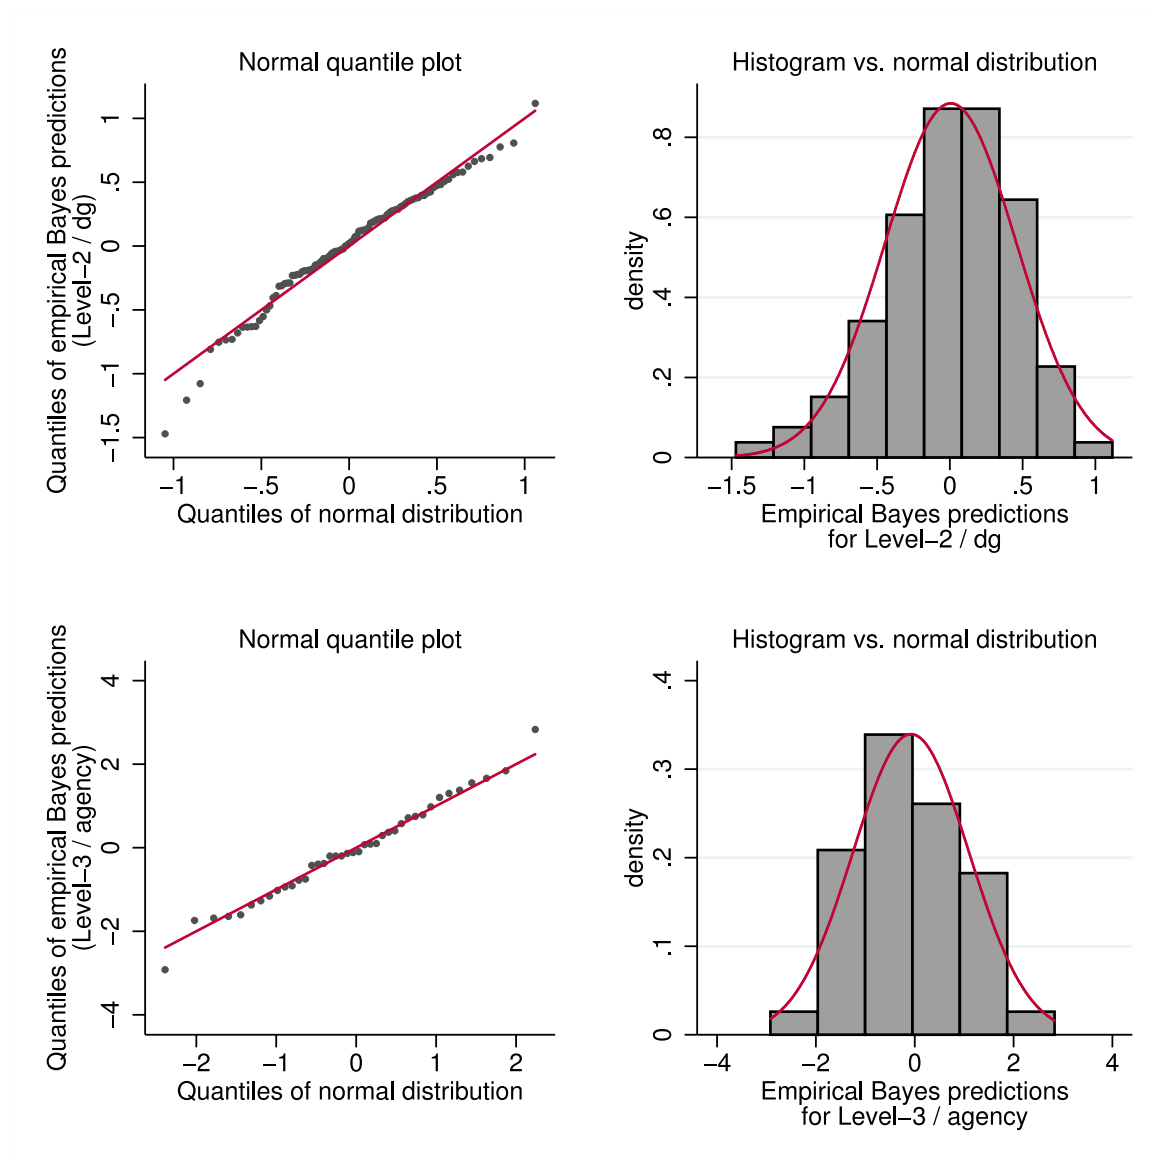 Normal quantile plot
Quantiles of empirical Bayes predictions
(Level−2 / dg)
1
.5
0
−.5
−1
−1.5
−1
−.5
0
.5
1
Quantiles of normal distribution
Histogram vs. normal distribution
density
.8
.6
.4
.2
0
−1.5
−1
−.5
0
.5
1
Empirical Bayes predictions
for Level−2 / dg
Normal quantile plot
Quantiles of empirical Bayes predictions
(Level−3 / agency)
4
2
0
−2
−4
−2
−1
0
1
2
Quantiles of normal distribution
Histogram vs. normal distribution
density
.4
.3
.2
.1
0
−4
−2
0
2
4
Empirical Bayes predictions
for Level−3 / agency